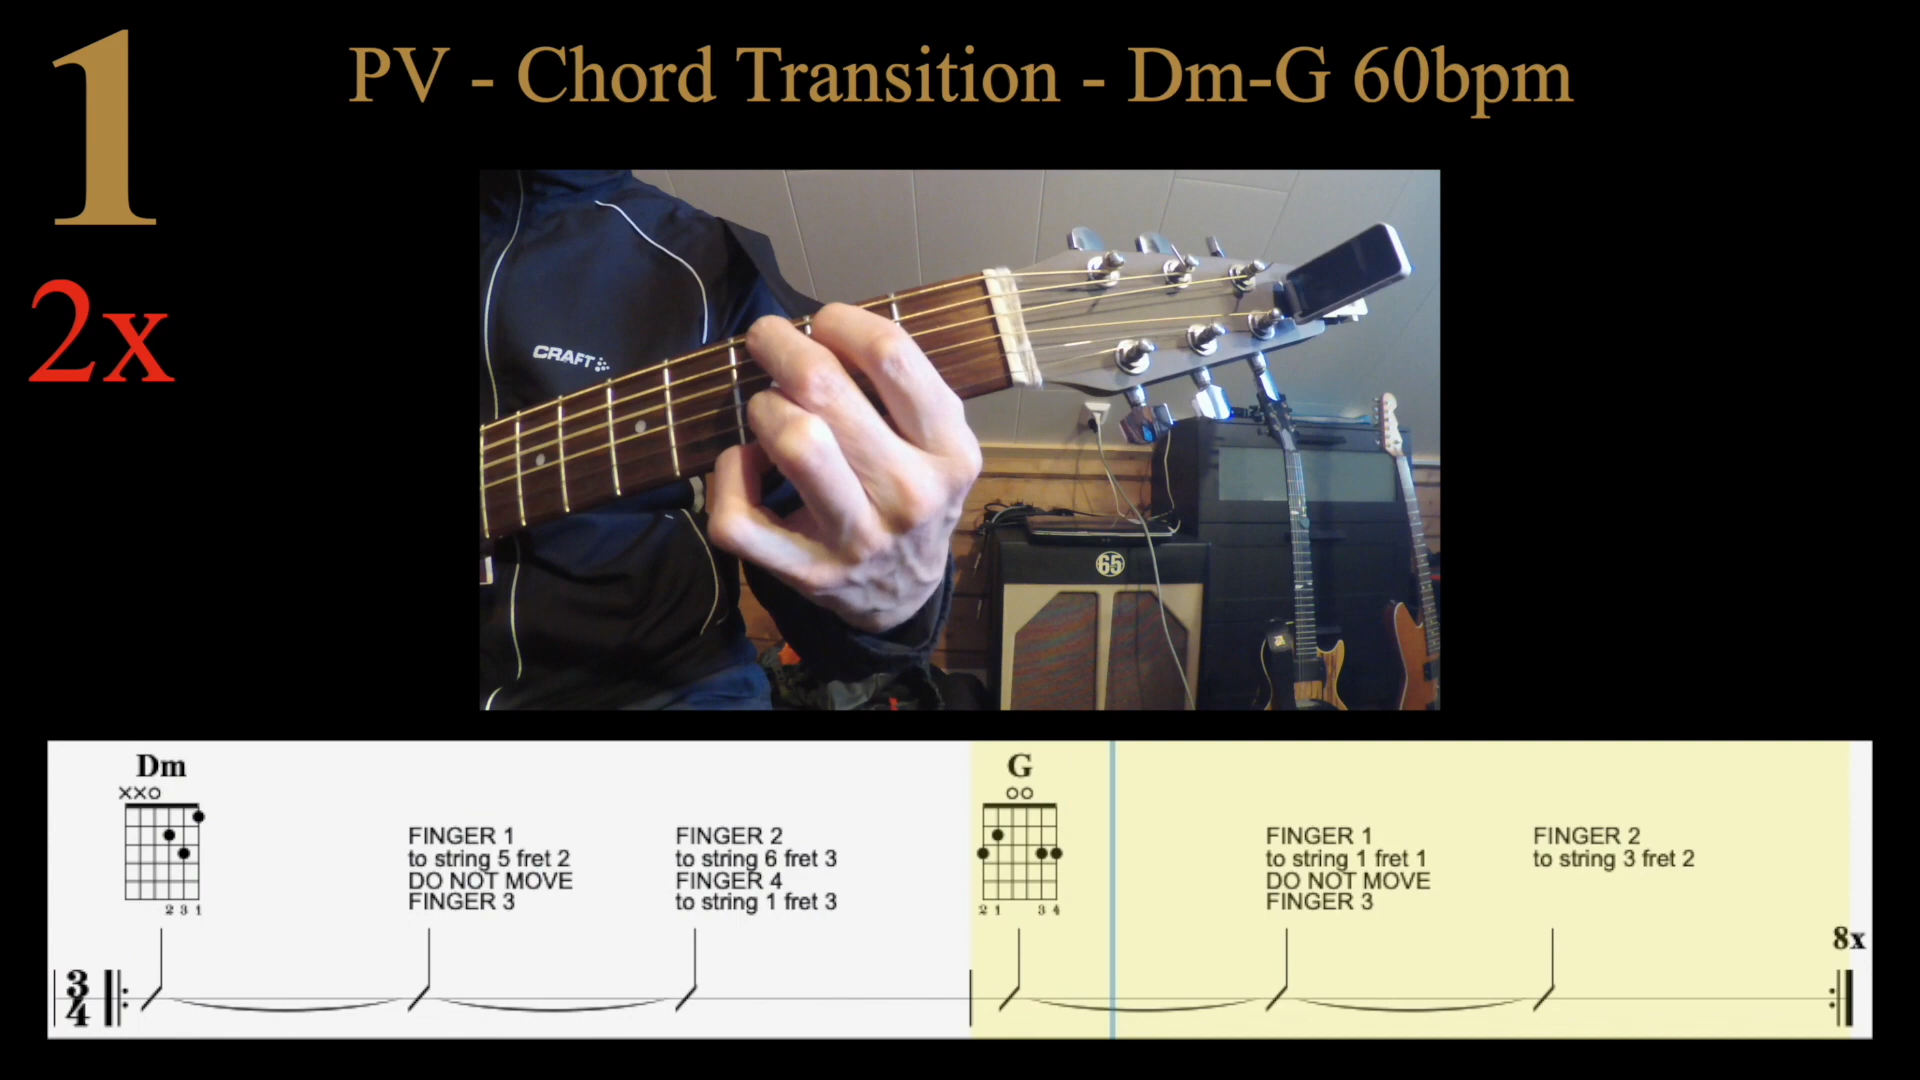 1
PV - Chord Transition - Dm-G 60bpm
2x
CRAFT
65
Dm
××○
FINGER 1
to string 5 fret 2
DO NOT MOVE
FINGER 3
FINGER 2
to string 6 fret 3
FINGER 4
to string 1 fret 3
2 3 1
G
○○
FINGER 1
to string 1 fret 1
DO NOT MOVE
FINGER 3
FINGER 2
to string 3 fret 2
2 1 3 4
8x
3
4